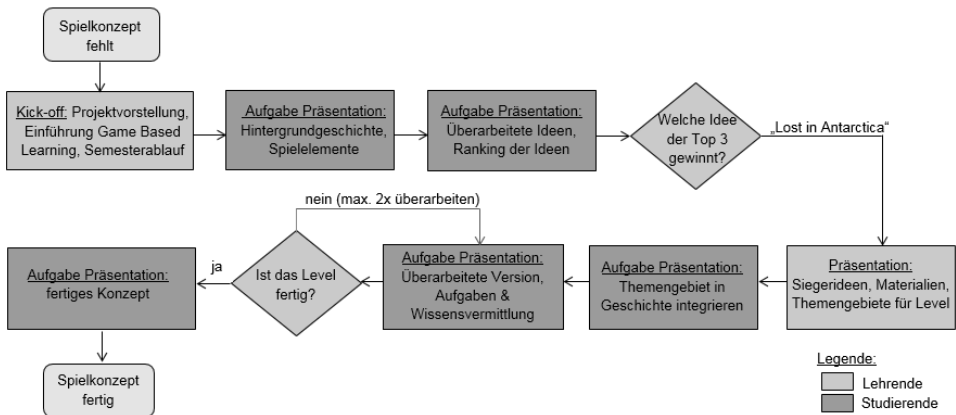 Spielkonzept
fehlt
Kick-off: Projektvorstellung,
Einführung Game Based
Learning, Semesterablauf
Aufgabe Präsentation:
Hintergrundgeschichte,
Spielelemente
Aufgabe Präsentation:
Überarbeitete Ideen,
Ranking der Ideen
Welche Idee
der Top 3
gewinnt?
„Lost in Antarctica“
Präsentation:
Siegerideen, Materialien,
Themengebiete für Level
Aufgabe Präsentation:
Themengebiet in
Geschichte integrieren
Aufgabe Präsentation:
Überarbeitete Version,
Aufgaben &
Wissensvermittlung
nein (max. 2x überarbeiten)
Ist das Level
fertig?
ja
Aufgabe Präsentation:
fertiges Konzept
Spielkonzept
fertig
Legende:
Lehrende
Studierende